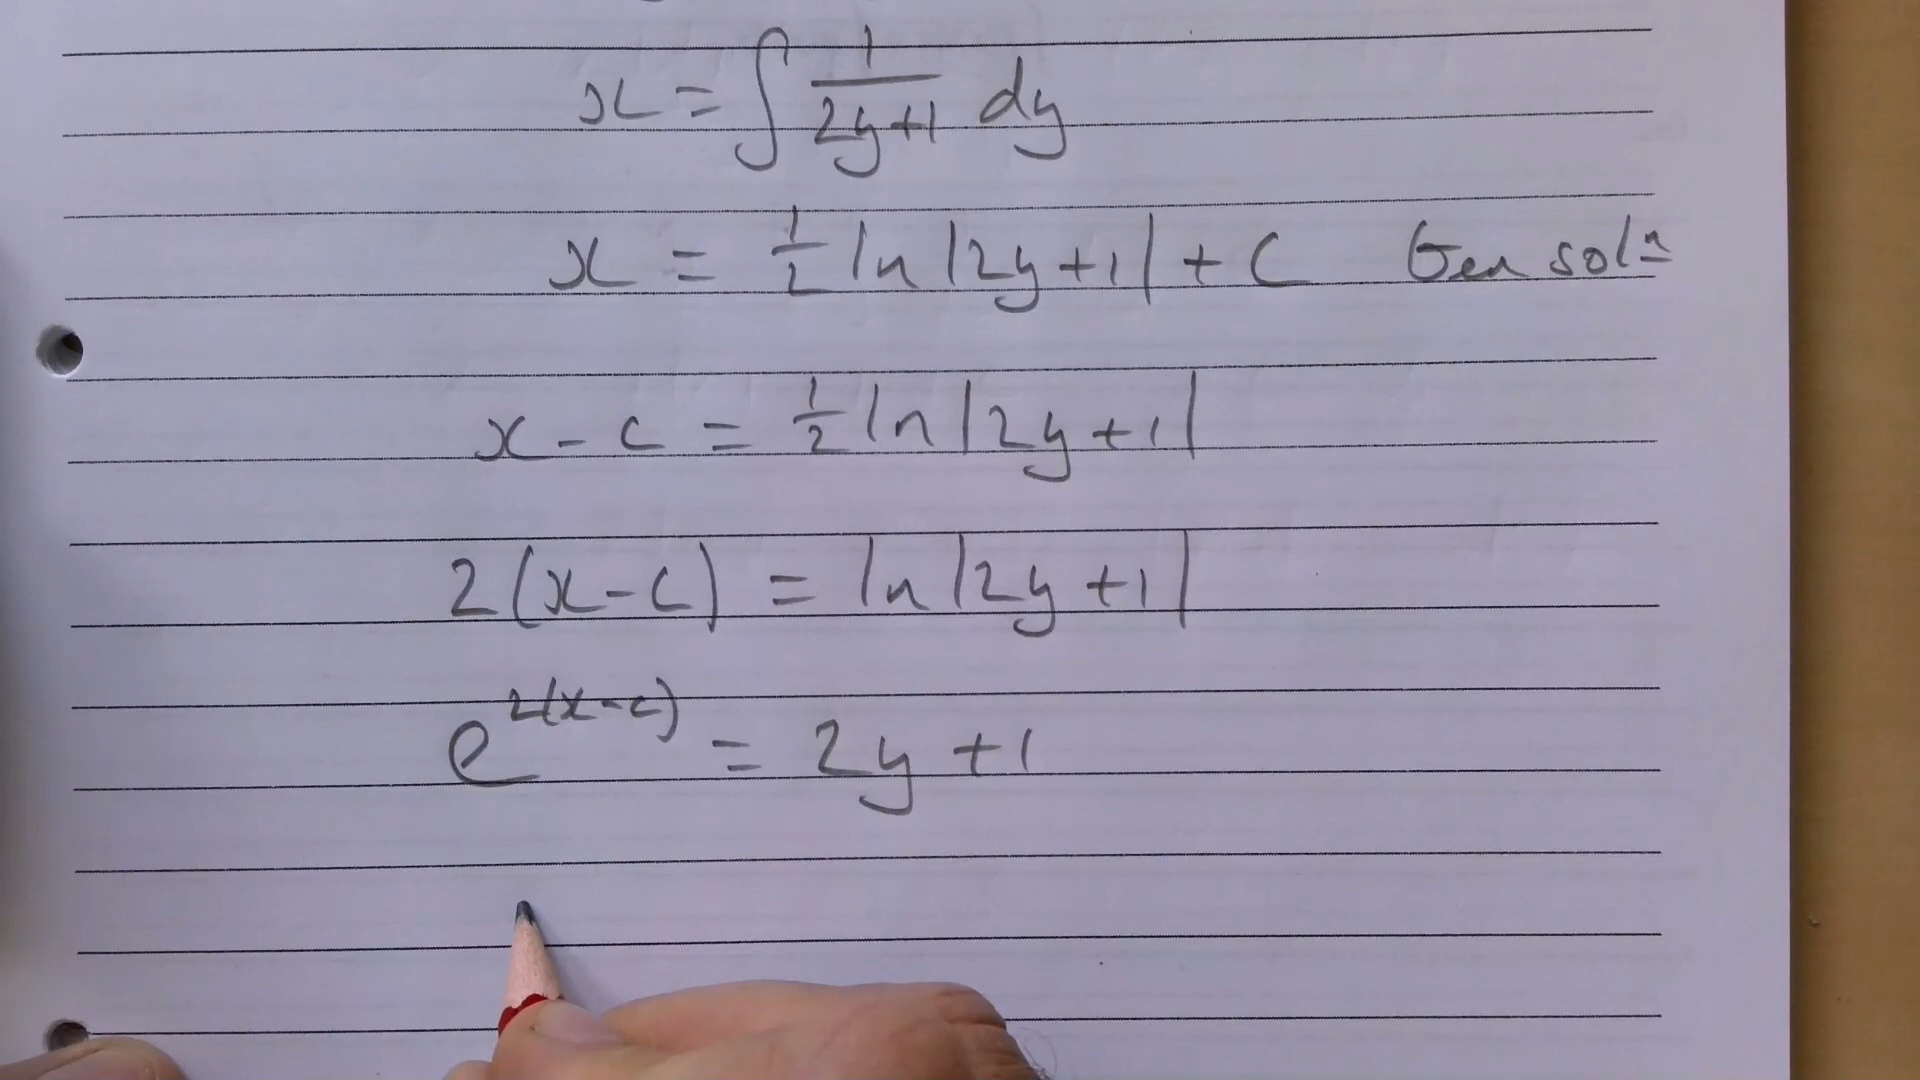 x = ∫ 1/(2y+1) dy
x = 1/2 ln |2y+1| + C Gen solⁿ
x - c = 1/2 ln |2y+1|
2(x-c) = ln |2y+1|
e^{2(x-c)} = 2y+1